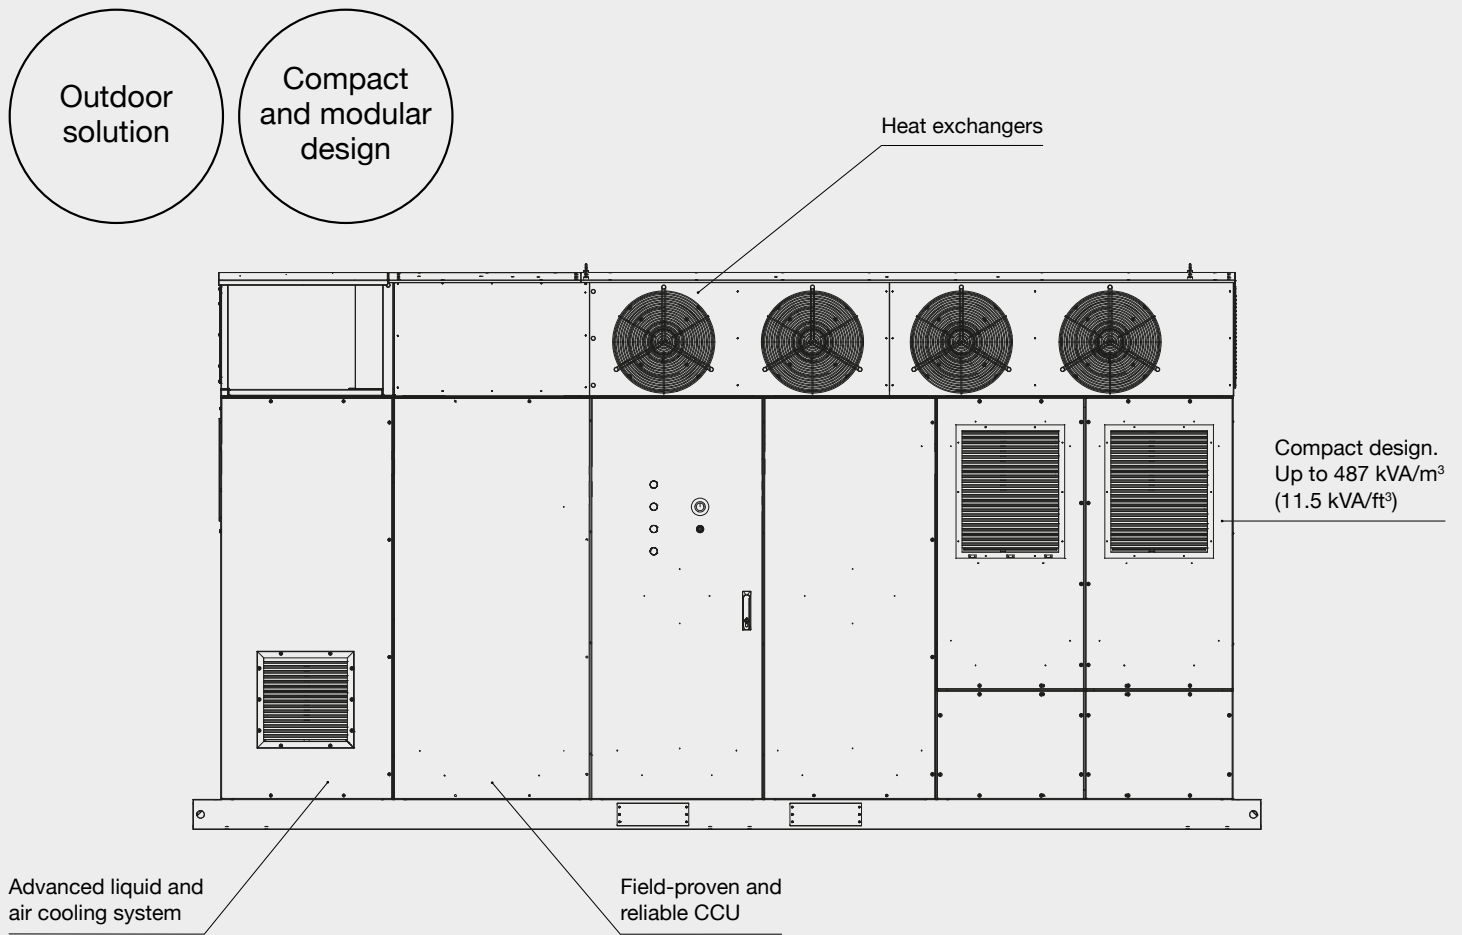 Outdoor
solution
Compact
and modular
design
Heat exchangers
Compact design.
Up to 487 kVA/m³
(11.5 kVA/ft³)
Advanced liquid and
air cooling system
Field-proven and
reliable CCU